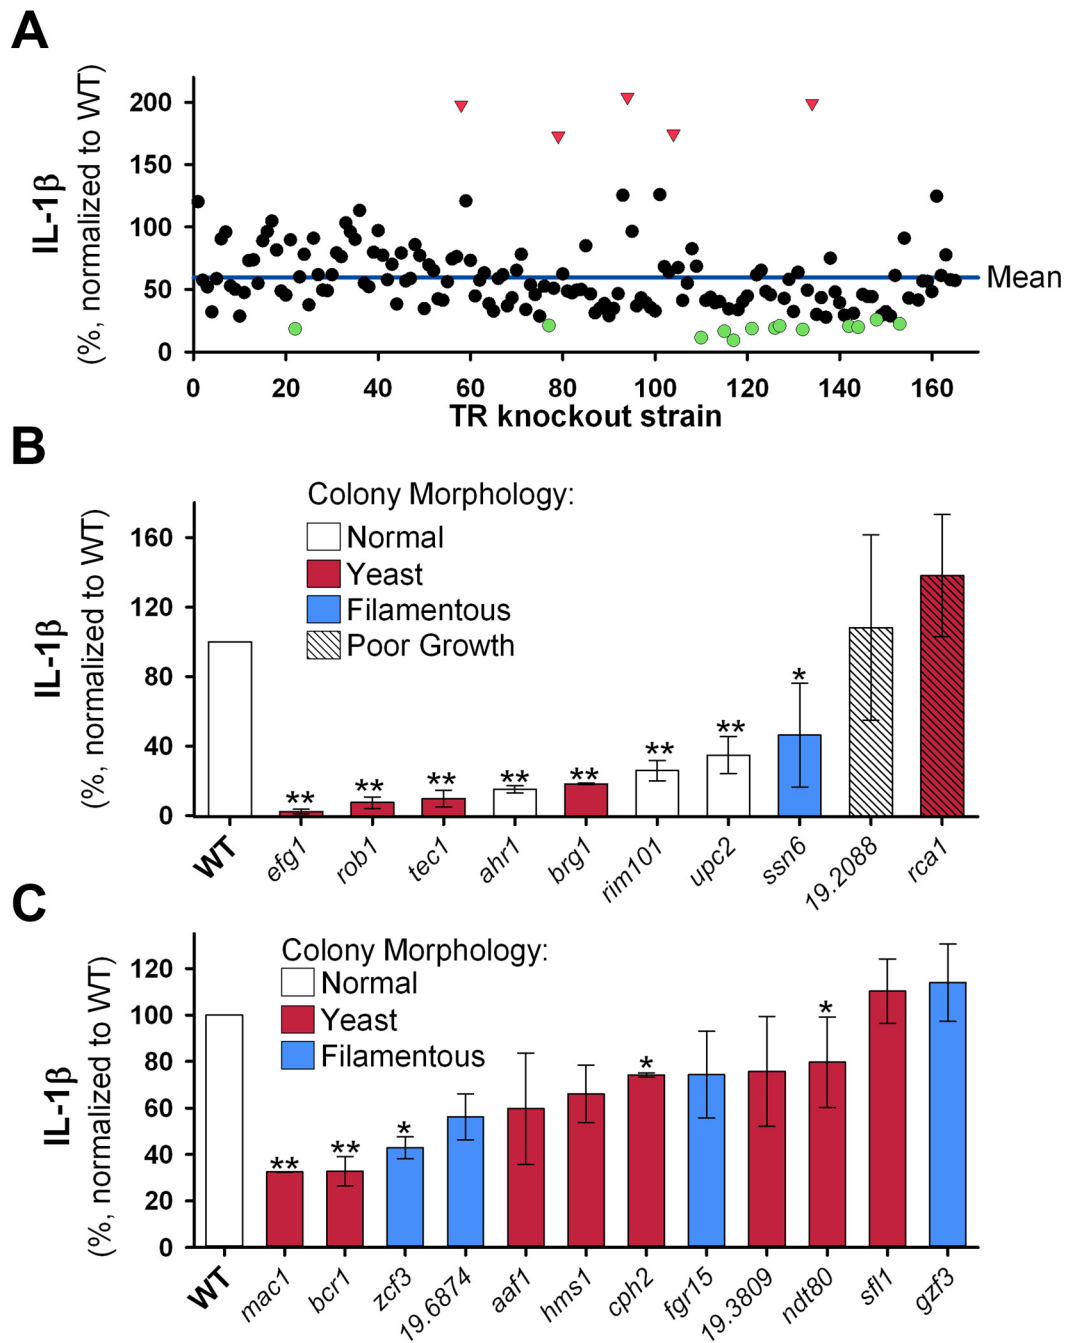 A
IL-1β
(%, normalized to WT)
200
150
100
50
0
Mean
0 20 40 60 80 100 120 140 160
TR knockout strain
B
IL-1β
(%, normalized to WT)
160
120
80
40
0
Colony Morphology:
Normal
Yeast
Filamentous
Poor Growth
** ** ** ** ** ** ** *
WT efg1 rob1 tec1 ahr1 brg1 rim101 upc2 ssn6 19.2088 rca1
C
IL-1β
(%, normalized to WT)
120
100
80
60
40
20
0
Colony Morphology:
Normal
Yeast
Filamentous
** ** * * *
WT mac1 bcr1 zcf3 19.6874 aaf1 hms1 cph2 fgr15 19.3809 ndt80 sfl1 gzf3